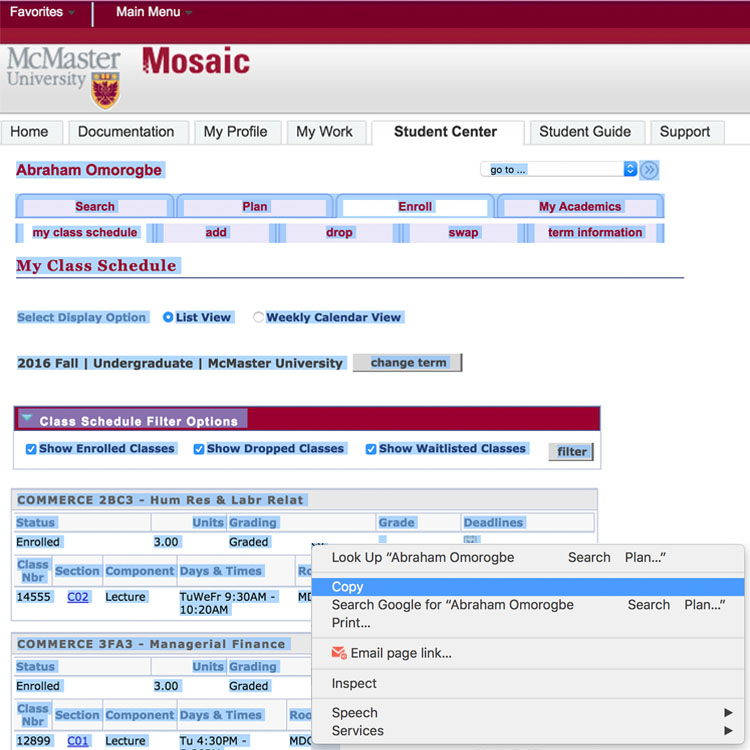 Favorites Main Menu
McMaster
University
Mosaic
Home Documentation My Profile My Work Student Center Student Guide Support
Abraham Omorogbe go to ...
Search Plan Enroll My Academics
my class schedule add drop swap term information
My Class Schedule
Select Display Option List View Weekly Calendar View
2016 Fall | Undergraduate | McMaster University change term
Class Schedule Filter Options
Show Enrolled Classes Show Dropped Classes Show Waitlisted Classes filter
COMMERCE 2BC3 - Hum Res & Labr Relat
Status Units Grading Grade Deadlines
Enrolled 3.00 Graded
Class
Nbr Section Component Days & Times
14555 C02 Lecture TuWeFr 9:30AM -
10:20AM
COMMERCE 3FA3 - Managerial Finance
Status Units Grading
Enrolled 3.00 Graded
Class
Nbr Section Component Days & Times
12899 C01 Lecture Tu 4:30PM -
Look Up “Abraham Omorogbe Search Plan...”
Copy
Search Google for “Abraham Omorogbe Search Plan...”
Print...
Email page link...
Inspect
Speech
Services